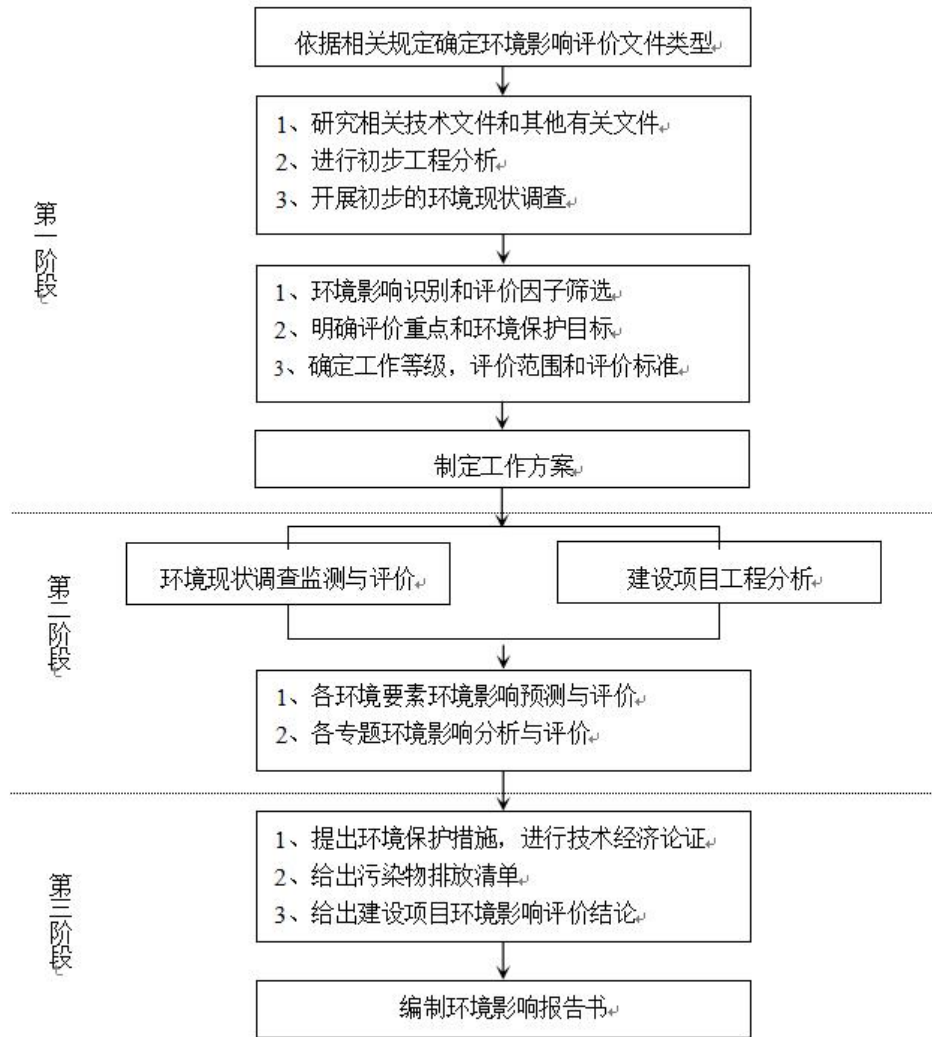 依据相关规定确定环境影响评价文件类型
1、研究相关技术文件和其他有关文件
2、进行初步工程分析
3、开展初步的环境现状调查
第一阶段
1、环境影响识别和评价因子筛选
2、明确评价重点和环境保护目标
3、确定工作等级，评价范围和评价标准
制定工作方案
第二阶段
环境现状调查监测与评价
建设项目工程分析
1、各环境要素环境影响预测与评价
2、各专题环境影响分析与评价
第三阶段
1、提出环境保护措施，进行技术经济论证
2、给出污染物排放清单
3、给出建设项目环境影响评价结论
编制环境影响报告书